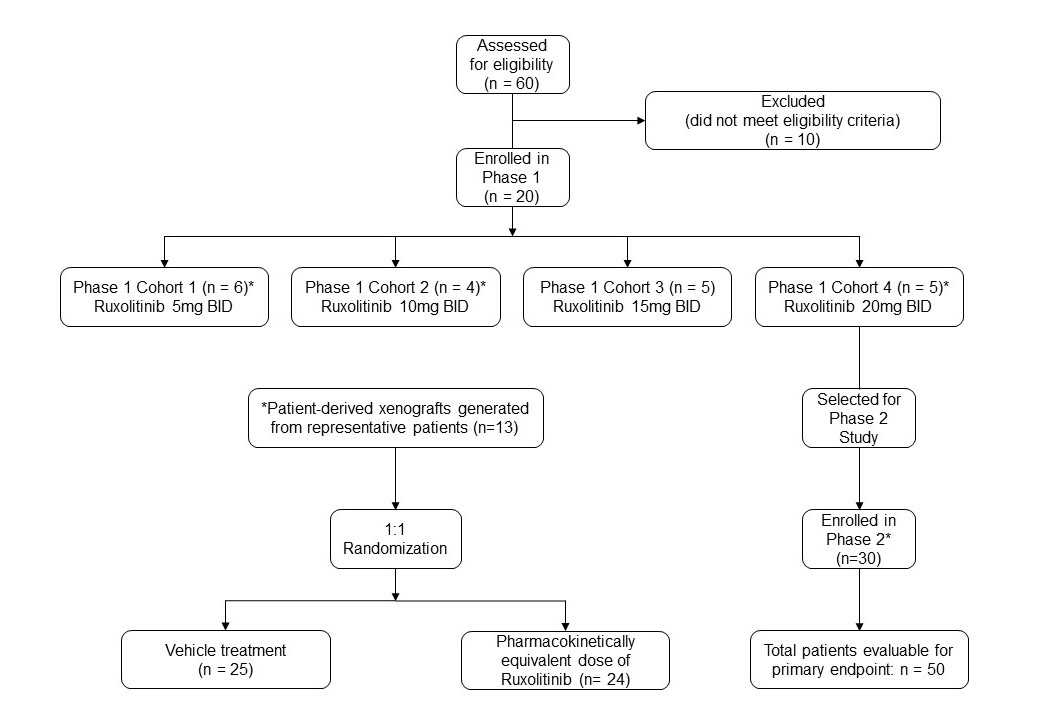 Assessed
for eligibility
(n = 60)
Excluded
(did not meet eligibility criteria)
(n = 10)
Enrolled in
Phase 1
(n = 20)
Phase 1 Cohort 1 (n = 6)*
Ruxolitinib 5mg BID
Phase 1 Cohort 2 (n = 4)*
Ruxolitinib 10mg BID
Phase 1 Cohort 3 (n = 5)
Ruxolitinib 15mg BID
Phase 1 Cohort 4 (n = 5)*
Ruxolitinib 20mg BID
*Patient-derived xenografts generated
from representative patients (n=13)
Selected for
Phase 2
Study
1:1
Randomization
Enrolled in
Phase 2*
(n=30)
Vehicle treatment
(n = 25)
Pharmacokinetically
equivalent dose of
Ruxolitinib (n= 24)
Total patients evaluable for
primary endpoint: n = 50